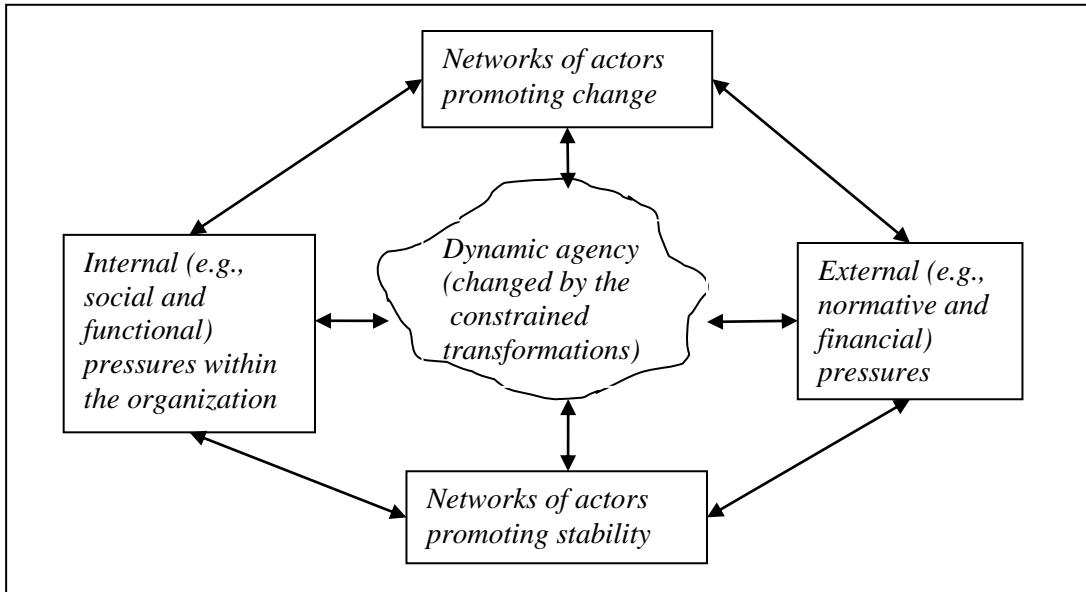 Networks of actors
promoting change
Internal (e.g.,
social and
functional)
pressures within
the organization
Dynamic agency
(changed by the
constrained
transformations)
External (e.g.,
normative and
financial)
pressures
Networks of actors
promoting stability